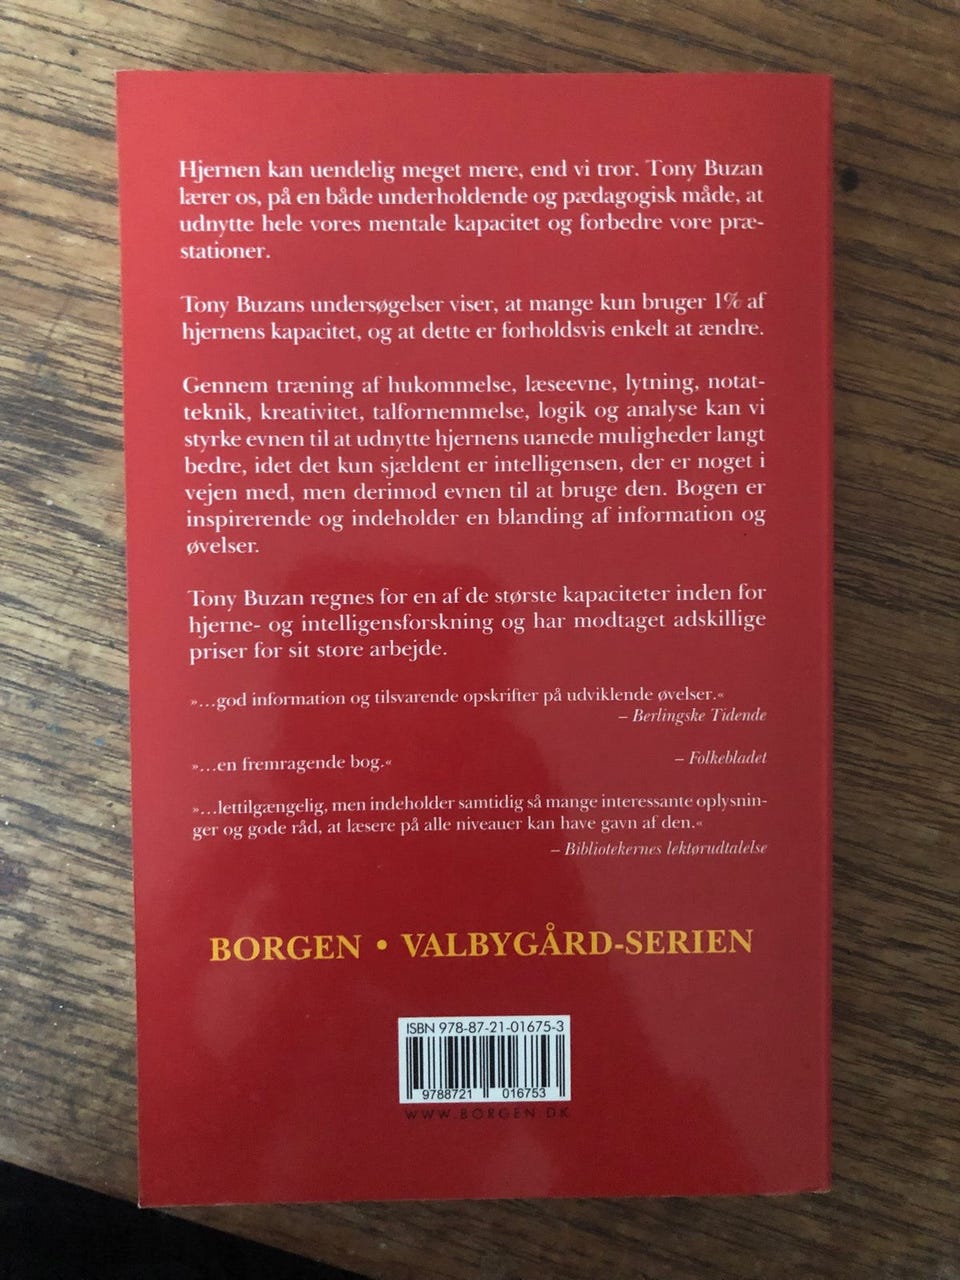 Hjernen kan uendelig meget mere, end vi tror. Tony Buzan
lærer os, på en både underholdende og pædagogisk måde, at
udnytte hele vores mentale kapacitet og forbedre vore præ-
stationer.
Tony Buzans undersøgelser viser, at mange kun bruger 1% af
hjernens kapacitet, og at dette er forholdsvis enkelt at ændre.
Gennem træning af hukommelse, læseevne, lytning, notat-
teknik, kreativitet, talfornemmelse, logik og analyse kan vi
styrke evnen til at udnytte hjernens uanede muligheder langt
bedre, idet det kun sjældent er intelligensen, der er noget i
vejen med, men derimod evnen til at bruge den. Bogen er
inspirerende og indeholder en blanding af information og
øvelser.
Tony Buzan regnes for en af de største kapaciteter inden for
hjerne- og intelligensforskning og har modtaget adskillige
priser for sit store arbejde.
»...god information og tilsvarende opskrifter på udviklende øvelser.«
– Berlingske Tidende
»...en fremragende bog.« – Folkebladet
»...lettilgængelig, men indeholder samtidig så mange interessante oplysnin-
ger og gode råd, at læsere på alle niveauer kan have gavn af den.«
– Bibliotekernes lektørudtalelse
BORGEN • VALBYGÅRD-SERIEN
ISBN 978-87-21-01675-3
9788721 016753
WWW.BORGEN.DK